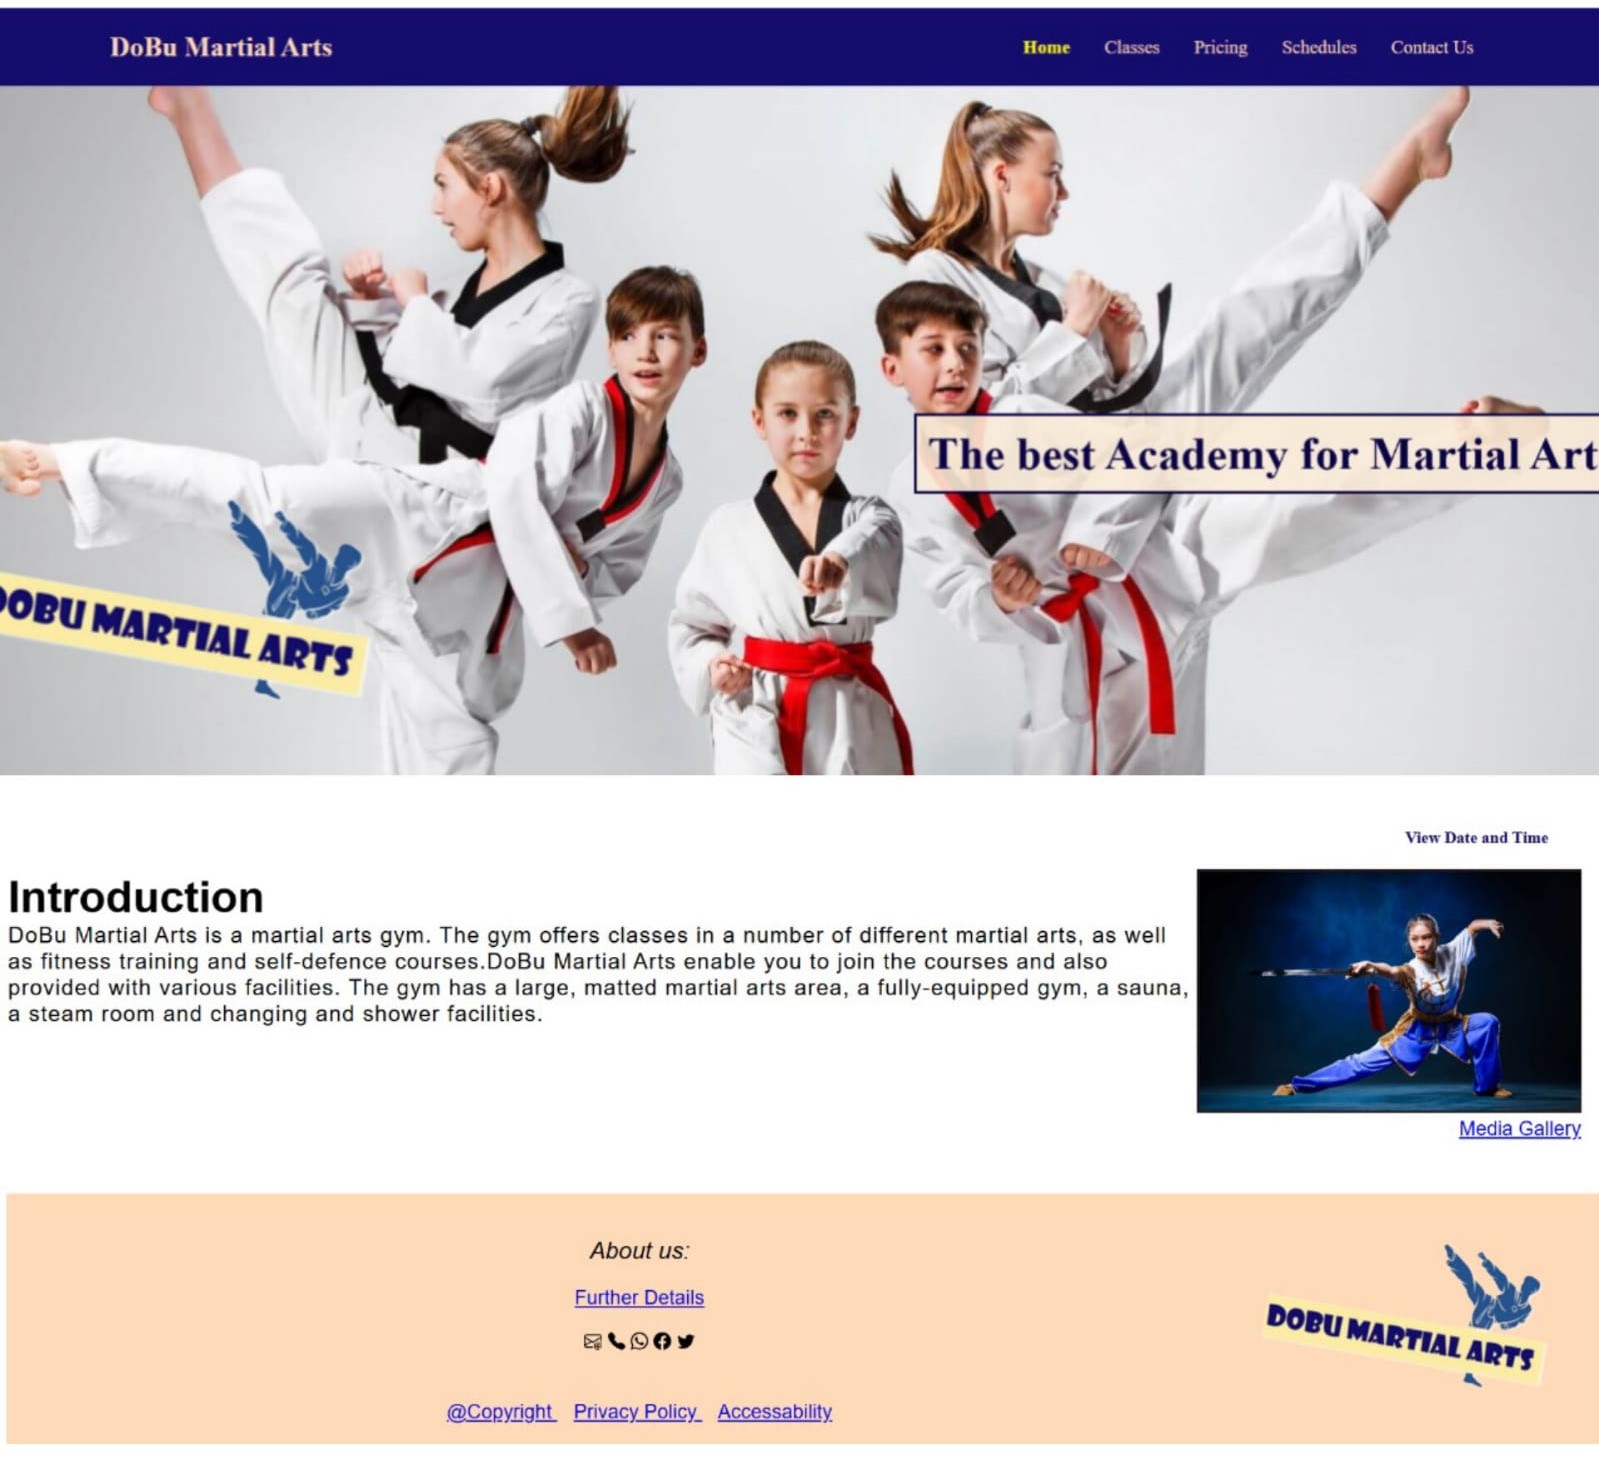 DoBu Martial Arts
Home Classes Pricing Schedules Contact Us
The best Academy for Martial Art
DOBU MARTIAL ARTS
View Date and Time
Introduction
DoBu Martial Arts is a martial arts gym. The gym offers classes in a number of different martial arts, as well
as fitness training and self-defence courses.DoBu Martial Arts enable you to join the courses and also
provided with various facilities. The gym has a large, matted martial arts area, a fully-equipped gym, a sauna,
a steam room and changing and shower facilities.
Media Gallery
About us:
Further Details
DOBU MARTIAL ARTS
@Copyright Privacy Policy Accessability